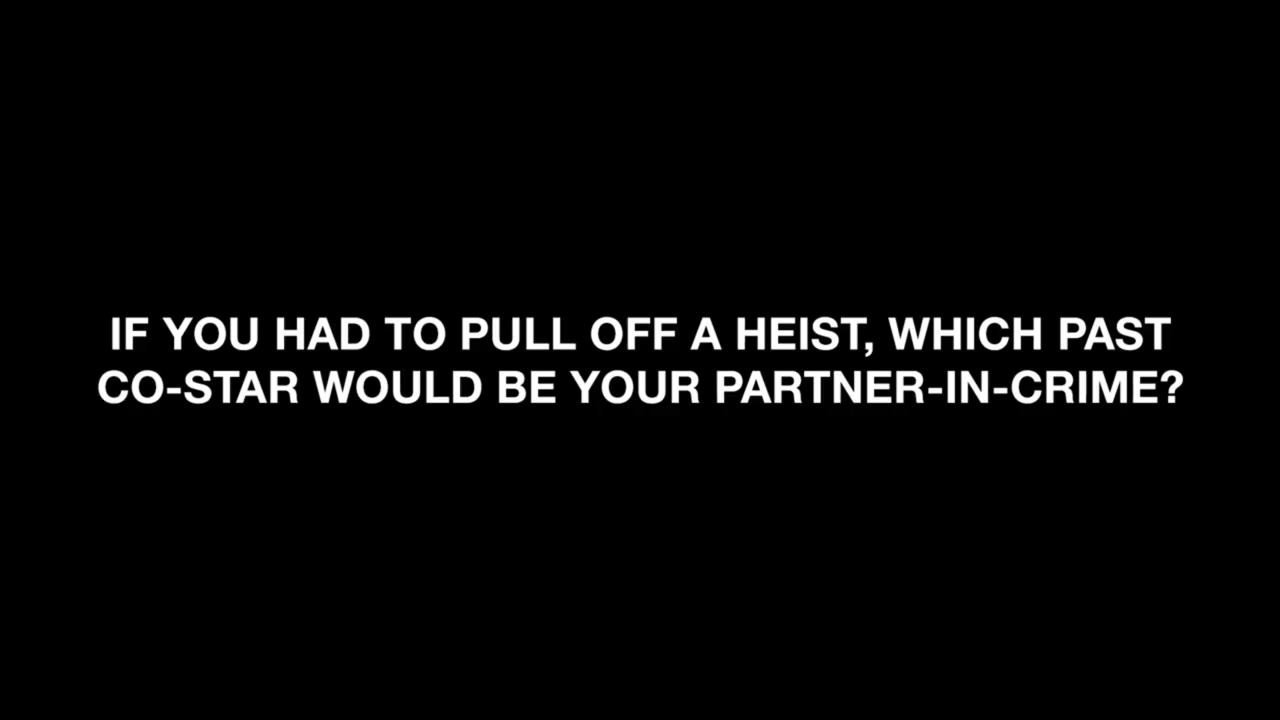 IF YOU HAD TO PULL OFF A HEIST, WHICH PAST
CO-STAR WOULD BE YOUR PARTNER-IN-CRIME?